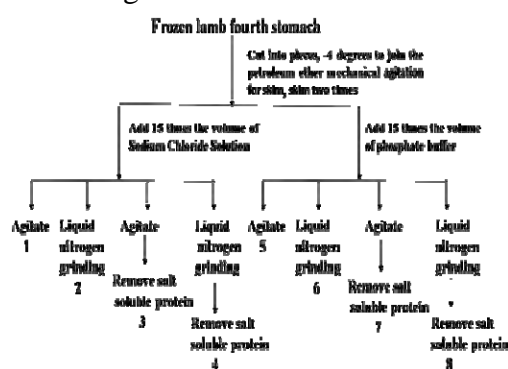 Frozen lamb fourth stomach
Cut into pieces, -4 degrees to join the
petroleum ether mechanical agitation
for skim, skim two times
Add 15 times the volume of
Sodium Chloride Solution
Add 15 times the volume
of phosphate buffer
Agitate
1
Liquid
nitrogen
grinding
2
Agitate
Remove salt
soluble protein
3
Liquid
nitrogen
grinding
Remove salt
soluble protein
4
Agitate
5
Liquid
nitrogen
grinding
6
Agitate
Remove salt
soluble protein
7
Liquid
nitrogen
grinding
Remove salt
soluble protein
8